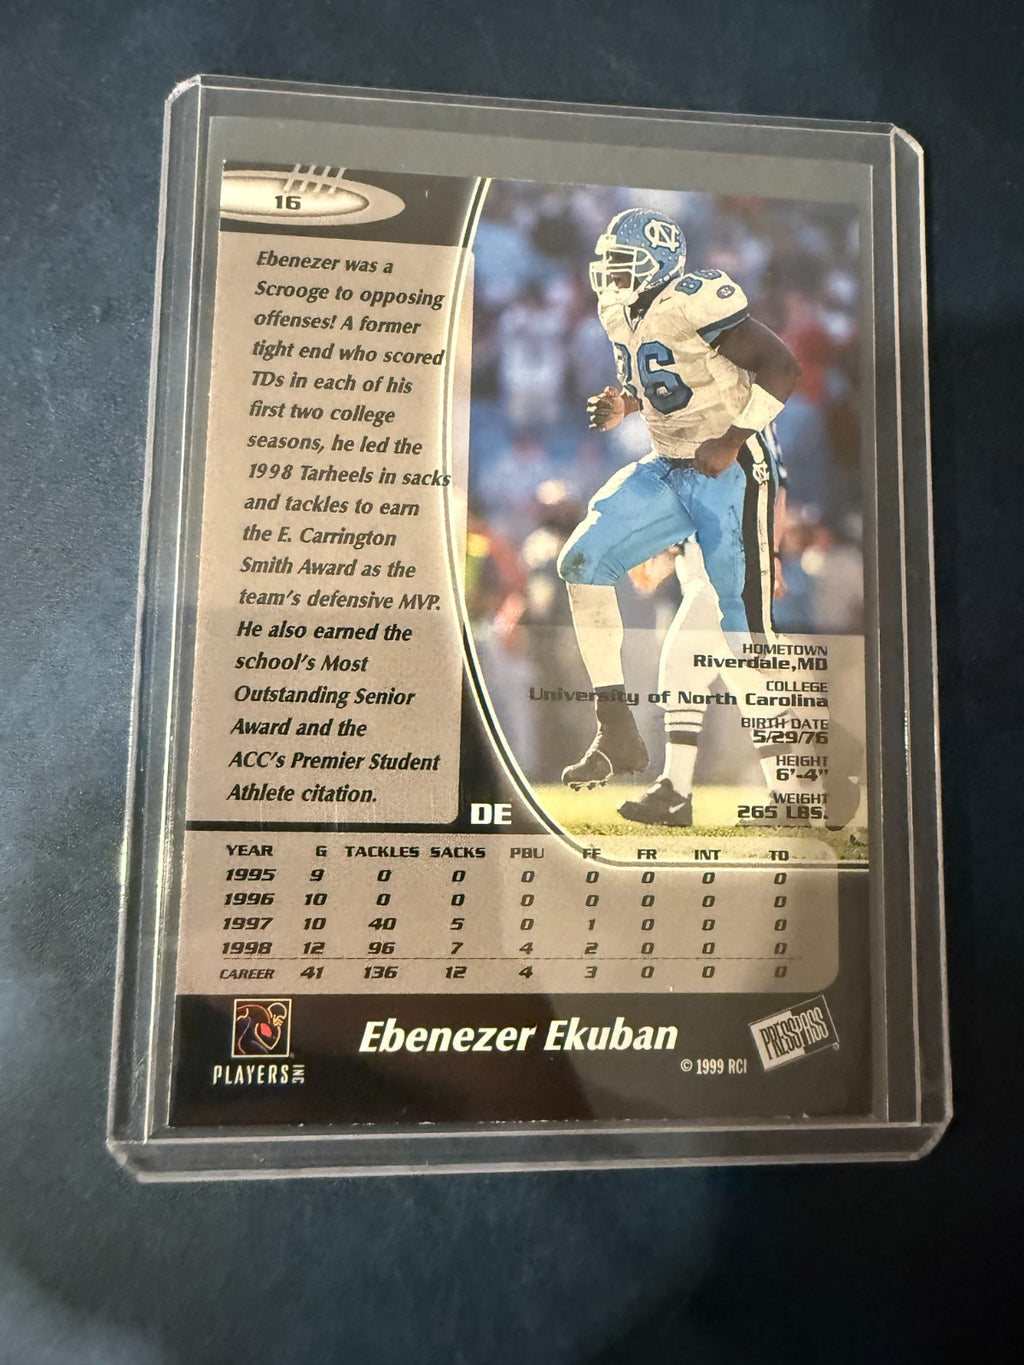 16
Ebenezer was a
Scrooge to opposing
offenses! A former
tight end who scored
TDs in each of his
first two college
seasons, he led the
1998 Tarheels in sacks
and tackles to earn
the E. Carrington
Smith Award as the
team's defensive MVP.
He also earned the
school's Most
Outstanding Senior
Award and the
ACC's Premier Student
Athlete citation.
NC
86
86
NC
HOMETOWN
Riverdale,MD
COLLEGE
University of North Carolina
BIRTH DATE
5/29/76
HEIGHT
6'-4"
WEIGHT
265 LBS.
DE
YEAR G TACKLES SACKS PBU FF FR INT TD
1995 9 0 0 0 0 0 0 0
1996 10 0 0 0 0 0 0 0
1997 10 40 5 0 1 0 0 0
1998 12 96 7 4 2 0 0 0
CAREER 41 136 12 4 3 0 0 0
PLAYERS INC
Ebenezer Ekuban
© 1999 RCI
PRESS PASS